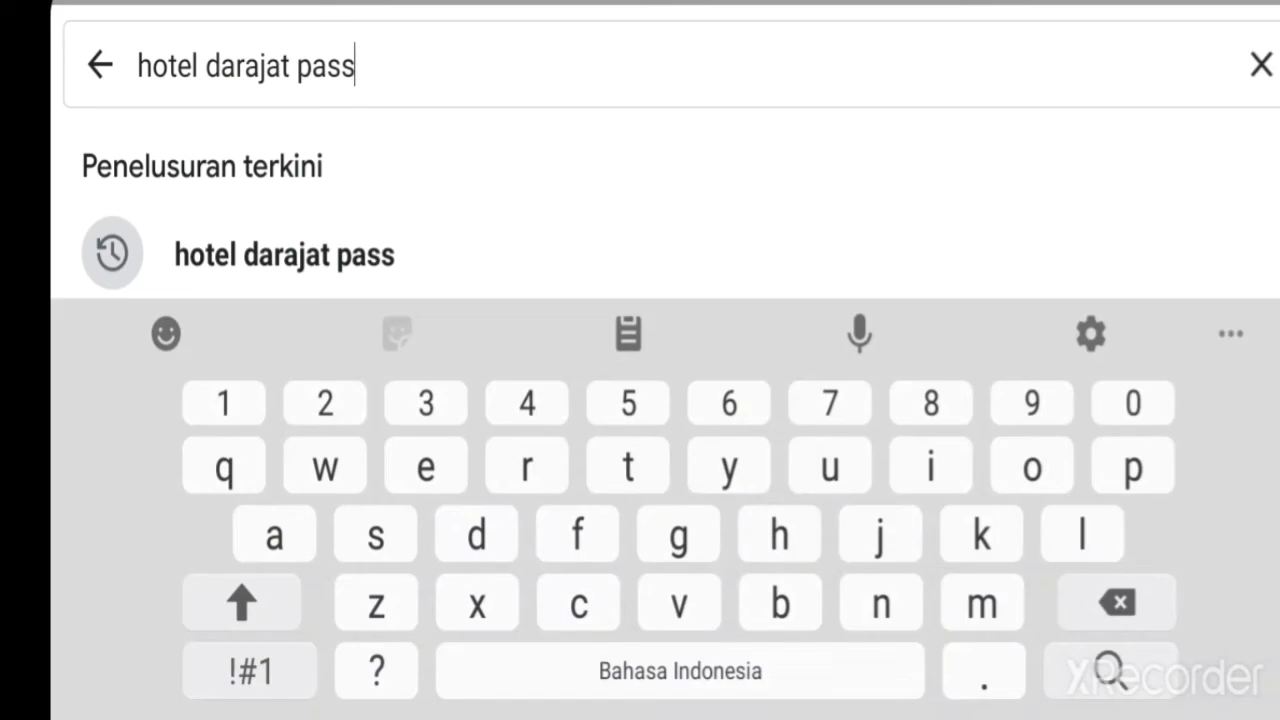 hotel darajat pass
Penelusuran terkini
hotel darajat pass
1 2 3 4 5 6 7 8 9 0
q w e r t y u i o p
a s d f g h j k l
z x c v b n m
!#1 ? Bahasa Indonesia .
XRecorder